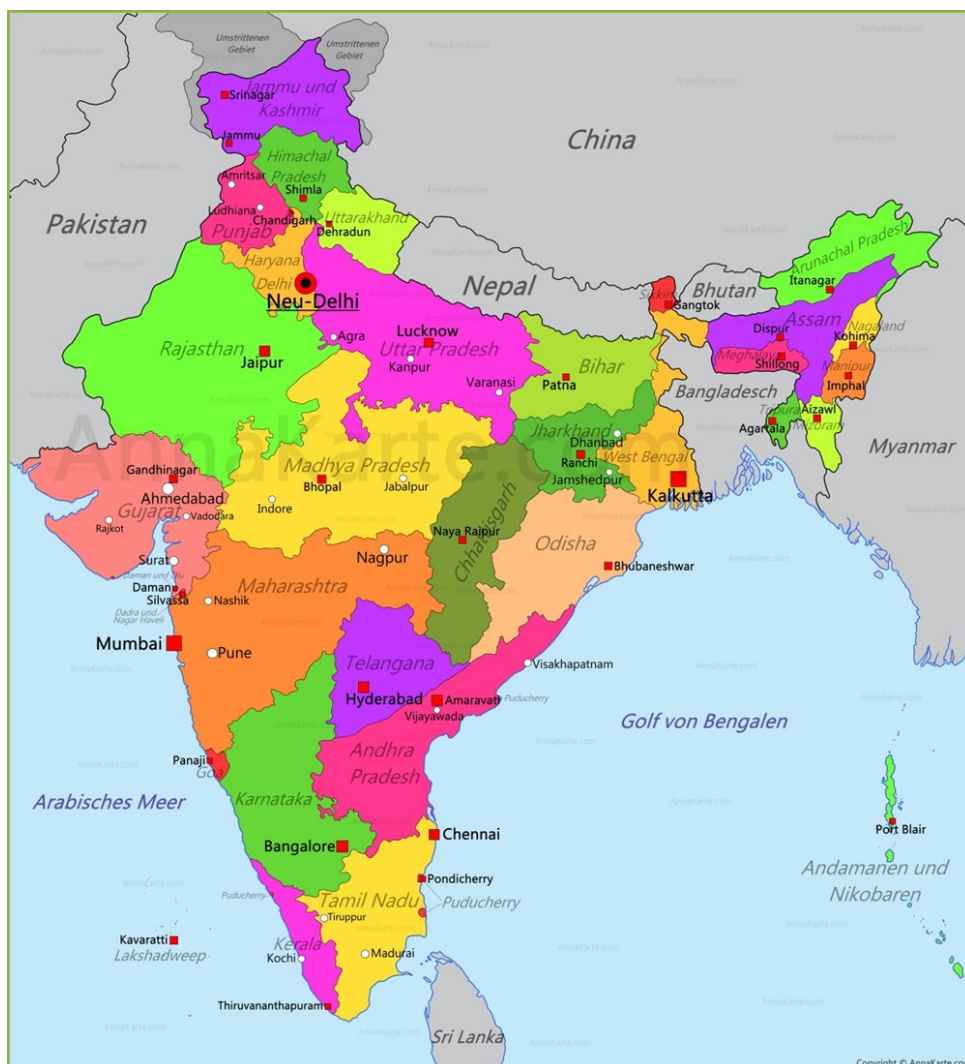 Umstrittenen
Gebiet
Umstrittenen
Gebiet
Jammu und
Kashmir
Srinagar
Jammu
China
Himachal
Pradesh
Amritsar
Shimla
Ludhiana
Chandigarh
Punjab
Uttarakhand
Dehradun
Pakistan
Haryana
Delhi
Neu-Delhi
Nepal
Arunachal Pradesh
Itanagar
Sikkim
Gangtok
Bhutan
Rajasthan
Jaipur
Agra
Lucknow
Uttar Pradesh
Kanpur
Varanasi
Bihar
Patna
Dispur
Assam
Nagaland
Kohima
Meghalaya
Shillong
Manipur
Imphal
Bangladesch
Tripura
Aizawl
Agartala
Mizoram
Myanmar
AnnaKarte.com
Jharkhand
Dhanbad
Ranchi
West Bengal
Jamshedpur
Kalkutta
Gandhinagar
Ahmedabad
Gujarat
Vadodara
Rajkot
Madhya Pradesh
Bhopal
Jabalpur
Indore
Chhattisgarh
Naya Raipur
Odisha
Bhubaneshwar
Surat
Daman und Diu
Daman
Silvassa
Dadra und
Nagar Haveli
Nagpur
Maharashtra
Nashik
Mumbai
Pune
Telangana
Hyderabad
Visakhapatnam
Amaravati
Puducherry
Vijayawada
Golf von Bengalen
Panaji
Goa
Andhra
Pradesh
Arabisches Meer
Karnataka
Bangalore
Chennai
Port Blair
Andamanen und
Nikobaren
Pondicherry
Puducherry
Puducherry
Tamil Nadu
Tiruppur
Kavaratti
Lakshadweep
Kerala
Kochi
Madurai
Thiruvananthapuram
Sri Lanka
Copyright © AnnaKarte.com